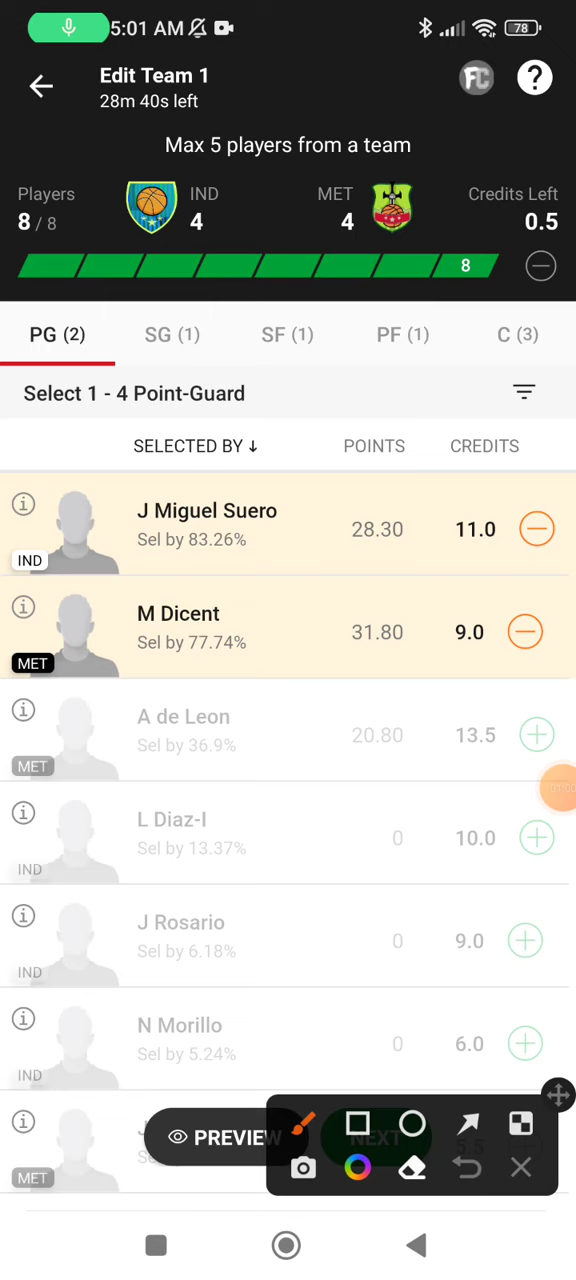 5:01 AM
78
Edit Team 1
28m 40s left
FC
?
Max 5 players from a team
Players
8 / 8
IND
4
MET
4
Credits Left
0.5
8
PG (2)
SG (1)
SF (1)
PF (1)
C (3)
Select 1 - 4 Point-Guard
SELECTED BY ↓
POINTS
CREDITS
J Miguel Suero
Sel by 83.26%
28.30
11.0
IND
M Dicent
Sel by 77.74%
31.80
9.0
MET
A de Leon
Sel by 36.9%
20.80
13.5
MET
01:00
L Diaz-I
Sel by 13.37%
0
10.0
IND
J Rosario
Sel by 6.18%
0
9.0
IND
N Morillo
Sel by 5.24%
0
6.0
IND
MET
PREVIEW
NEXT